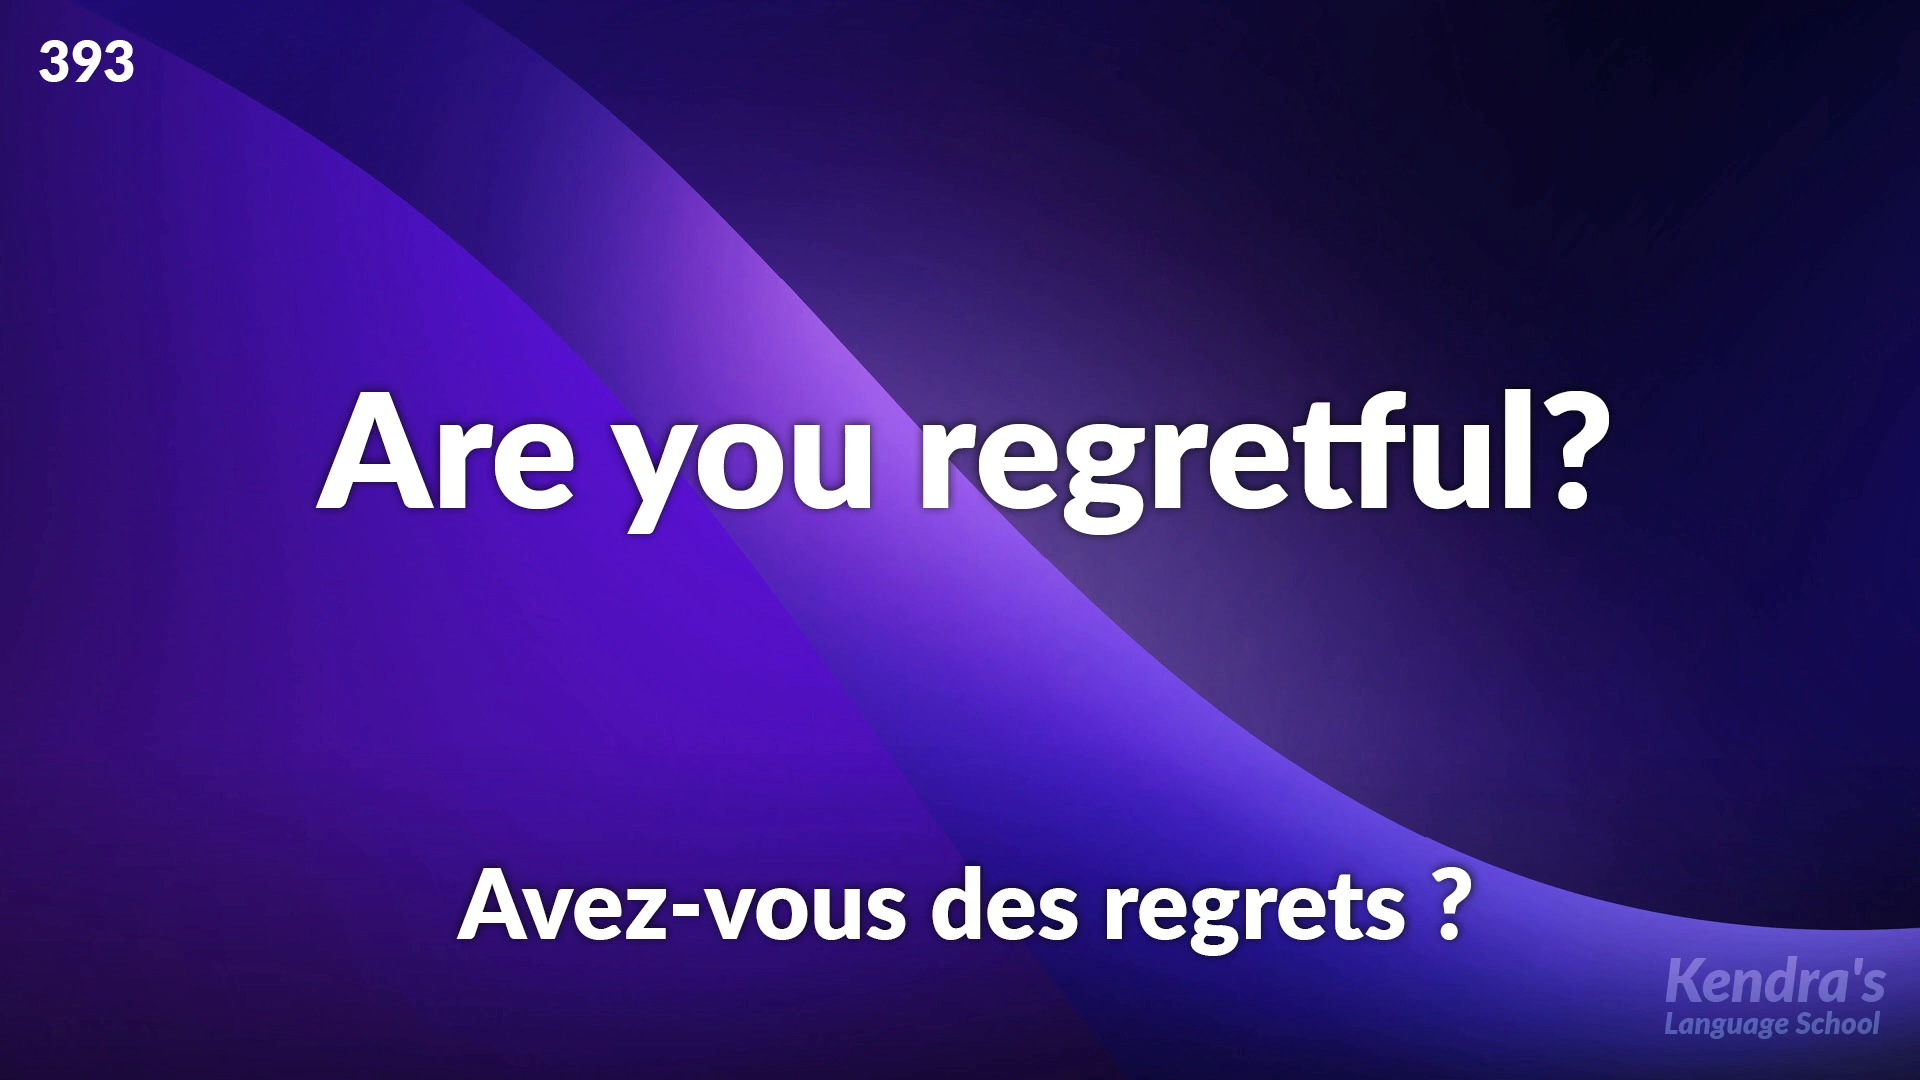 393
Are you regretful?
Avez-vous des regrets ?
Kendra's
Language School